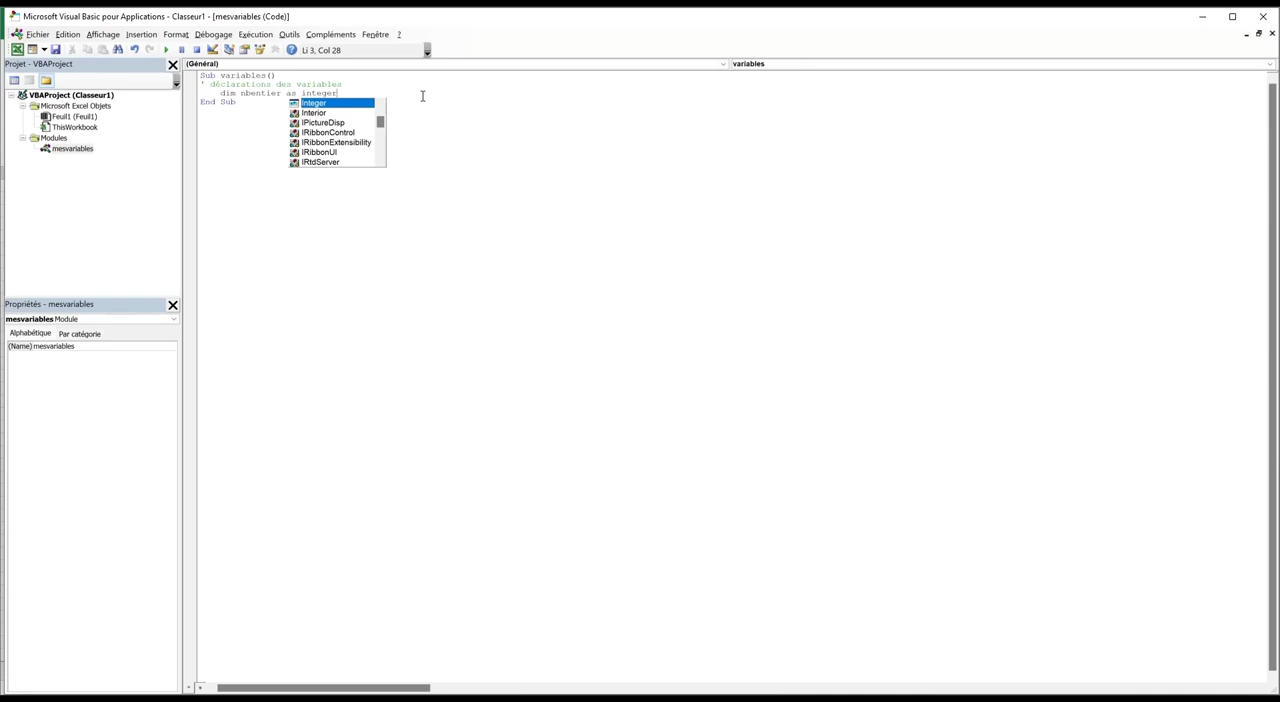 Microsoft Visual Basic pour Applications - Classeur1 - [mesvariables (Code)]
Fichier Edition Affichage Insertion Format Débogage Exécution Outils Compléments Fenêtre ?
Li 3, Col 28
Projet - VBAProject
(Général)
variables
VBAProject (Classeur1)
Microsoft Excel Objets
Feuil1 (Feuil1)
ThisWorkbook
Modules
mesvariables
Sub variables()
' déclarations des variables
dim nbentier as integer
End Sub
Integer
Interior
IPictureDisp
IRibbonControl
IRibbonExtensibility
IRibbonUI
IRtdServer
Propriétés - mesvariables
mesvariables Module
Alphabétique Par catégorie
(Name) mesvariables